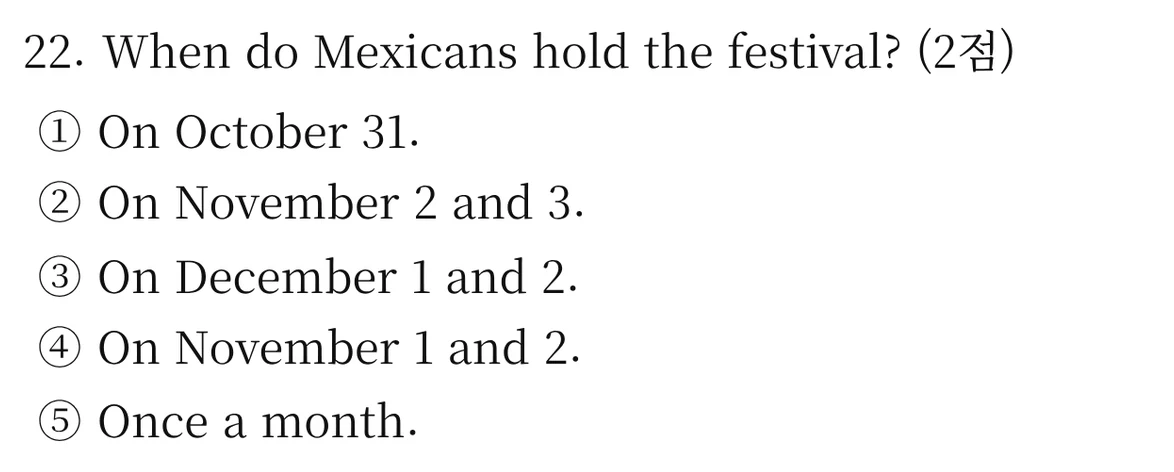 22. When do Mexicans hold the festival? (2점)
① On October 31.
② On November 2 and 3.
③ On December 1 and 2.
④ On November 1 and 2.
⑤ Once a month.